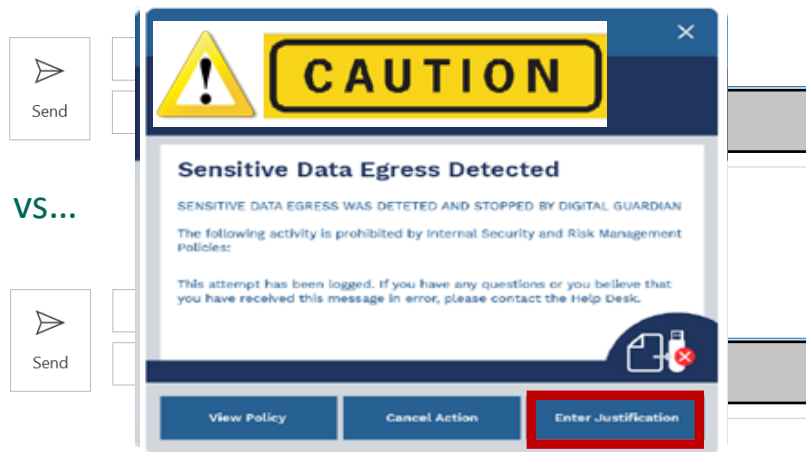 CAUTION
Send
Sensitive Data Egress Detected
vs...
SENSITIVE DATA EGRESS WAS DETETED AND STOPPED BY DIGITAL GUARDIAN
The following activity is prohibited by Internal Security and Risk Management
Policies:
This attempt has been logged. If you have any questions or you believe that
you have received this message in error, please contact the Help Desk.
Send
View Policy
Cancel Action
Enter Justification